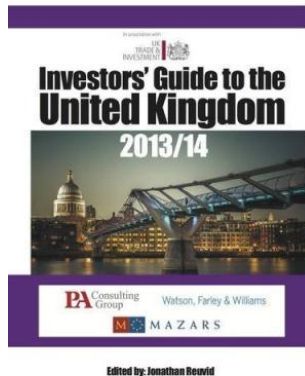 In association with
UK
TRADE &
INVESTMENT
Investors' Guide to the
United Kingdom
2013/14
PA Consulting
Group
Watson, Farley & Williams
MAZARS
Edited by: Jonathan Reuvid